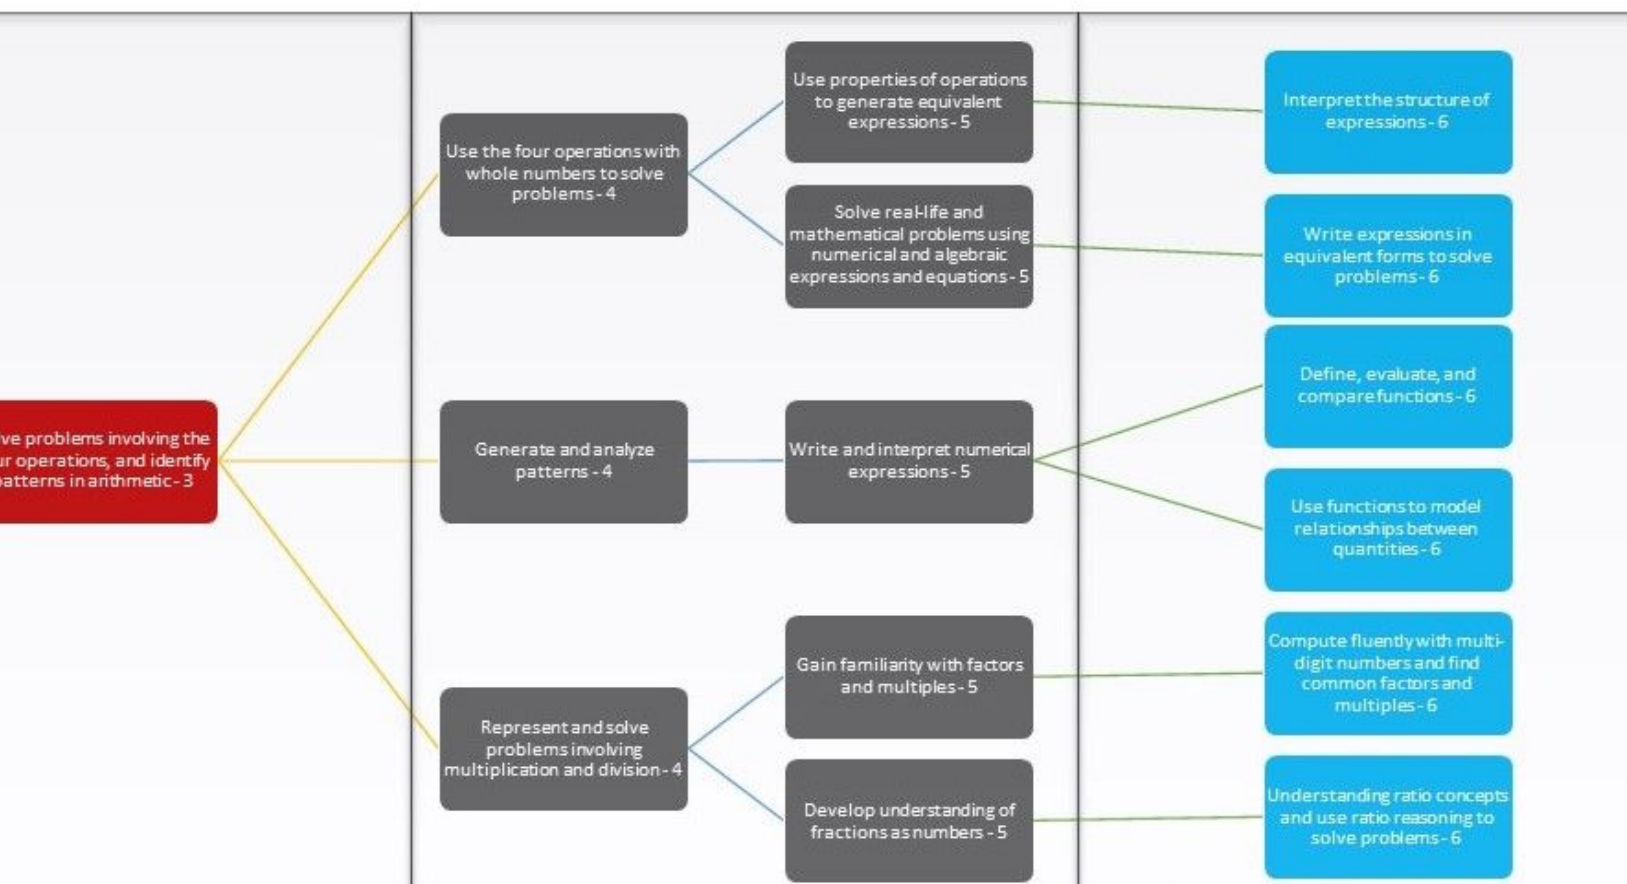 ve problems involving the
ur operations, and identify
patterns in arithmetic - 3
Use the four operations with
whole numbers to solve
problems - 4
Generate and analyze
patterns - 4
Represent and solve
problems involving
multiplication and division - 4
Use properties of operations
to generate equivalent
expressions - 5
Solve real-life and
mathematical problems using
numerical and algebraic
expressions and equations - 5
Write and interpret numerical
expressions - 5
Gain familiarity with factors
and multiples - 5
Develop understanding of
fractions as numbers - 5
Interpret the structure of
expressions - 6
Write expressions in
equivalent forms to solve
problems - 6
Define, evaluate, and
compare functions - 6
Use functions to model
relationships between
quantities - 6
Compute fluently with multi-
digit numbers and find
common factors and
multiples - 6
Understanding ratio concepts
and use ratio reasoning to
solve problems - 6